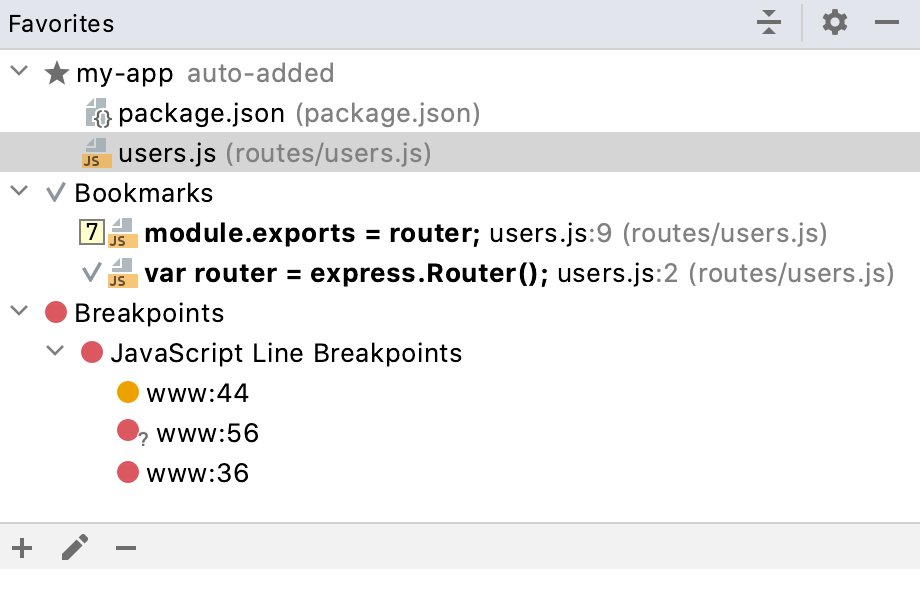 Favorites
my-app auto-added
{} package.json (package.json)
JS users.js (routes/users.js)
Bookmarks
7 JS module.exports = router; users.js:9 (routes/users.js)
JS var router = express.Router(); users.js:2 (routes/users.js)
Breakpoints
JavaScript Line Breakpoints
www:44
? www:56
www:36